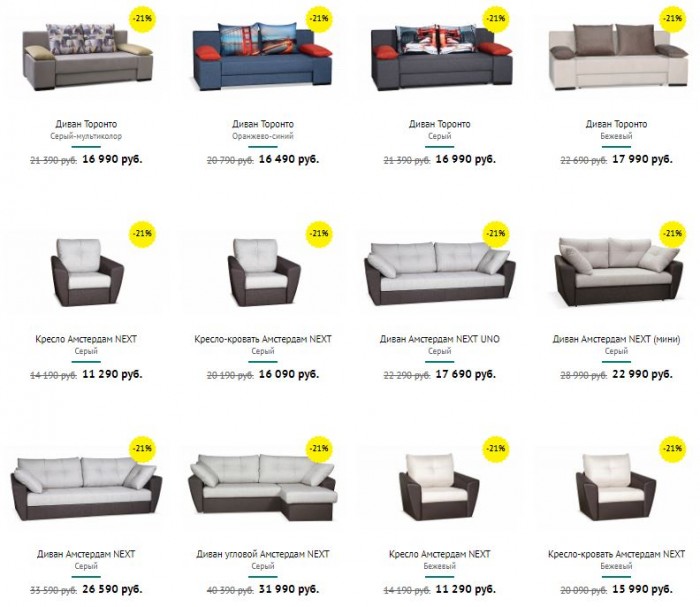 -21% -21% -21% -21%
Диван Торонто Диван Торонто Диван Торонто Диван Торонто
Серый-мультиколор Оранжево-синий Серый Бежевый
21 390 руб. 16 990 руб. 20 790 руб. 16 490 руб. 21 390 руб. 16 990 руб. 22 690 руб. 17 990 руб.
-21% -21% -21% -21%
Кресло Амстердам NEXT Кресло-кровать Амстердам NEXT Диван Амстердам NEXT UNO Диван Амстердам NEXT (мини)
Серый Серый Серый Серый
14 190 руб. 11 290 руб. 20 190 руб. 16 090 руб. 22 290 руб. 17 690 руб. 28 990 руб. 22 990 руб.
-21% -21% -21% -21%
Диван Амстердам NEXT Диван угловой Амстердам NEXT Кресло Амстердам NEXT Кресло-кровать Амстердам NEXT
Серый Серый Бежевый Бежевый
33 590 руб. 26 590 руб. 40 390 руб. 31 990 руб. 14 190 руб. 11 290 руб. 20 090 руб. 15 990 руб.